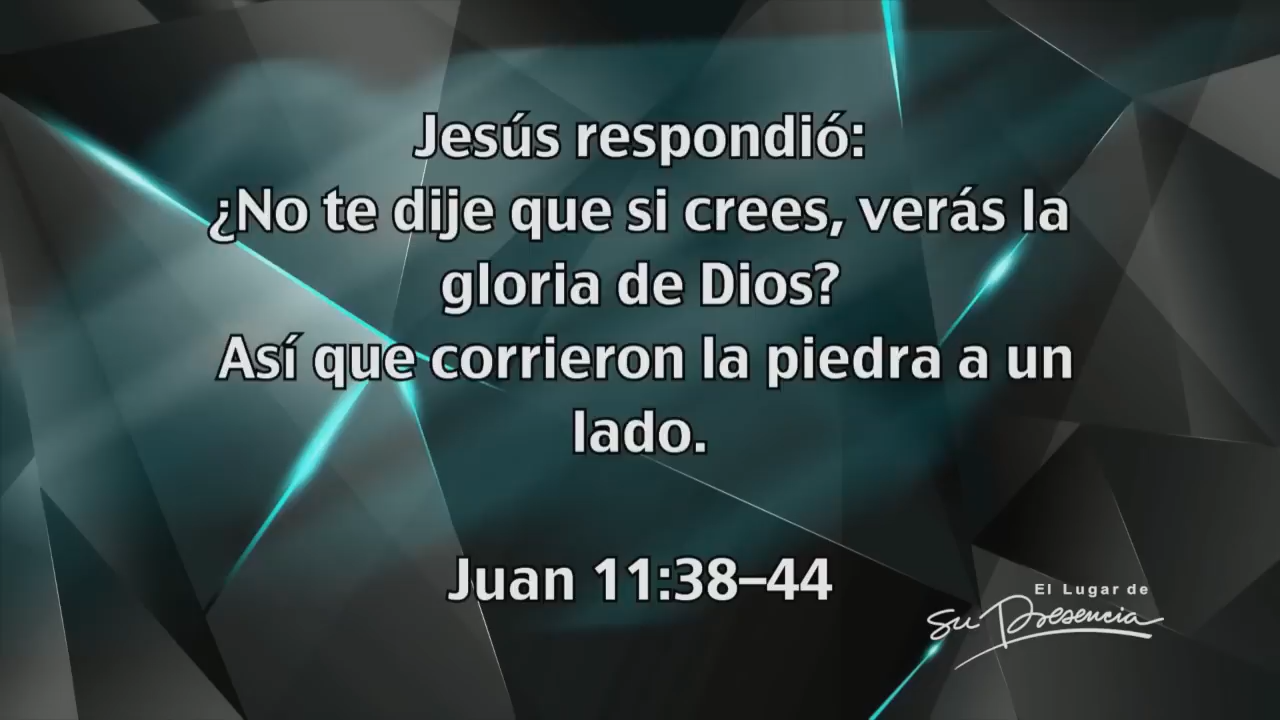 Jesús respondió:
¿No te dije que si crees, verás la
gloria de Dios?
Así que corrieron la piedra a un
lado.
Juan 11:38–44
El Lugar de
Su Presencia